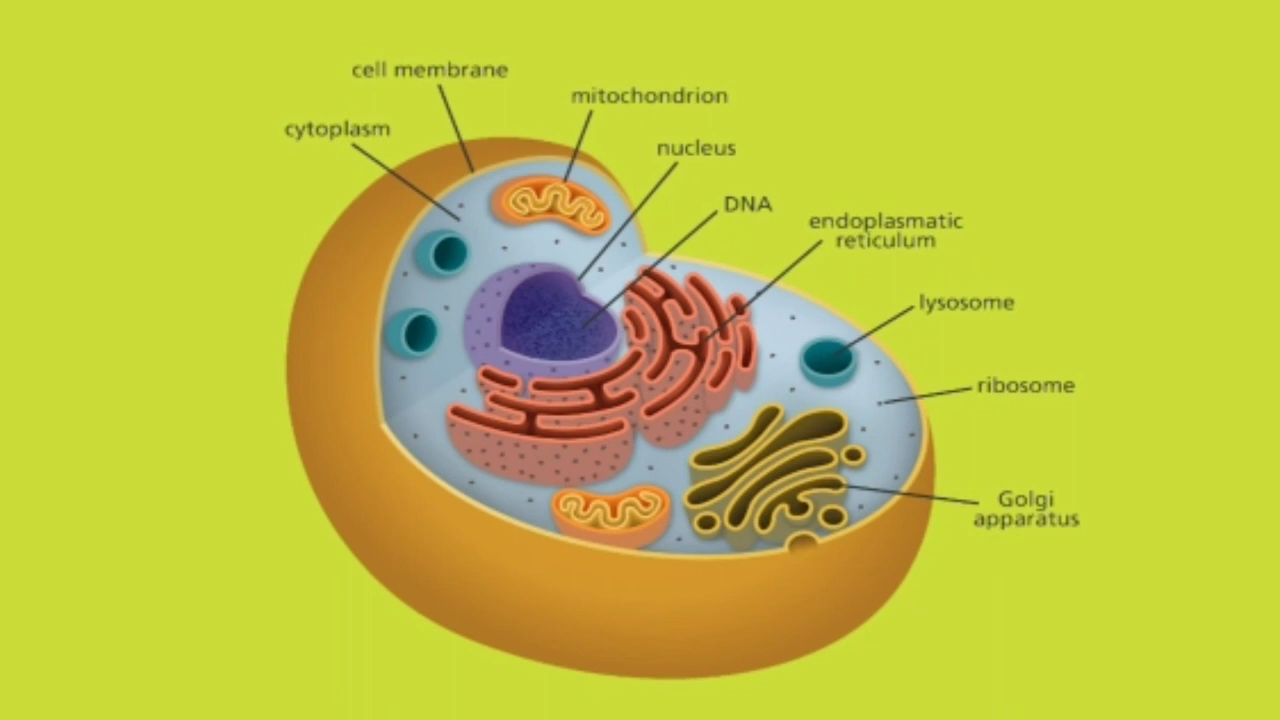 cell membrane
mitochondrion
cytoplasm
nucleus
DNA
endoplasmatic
reticulum
lysosome
ribosome
Golgi
apparatus